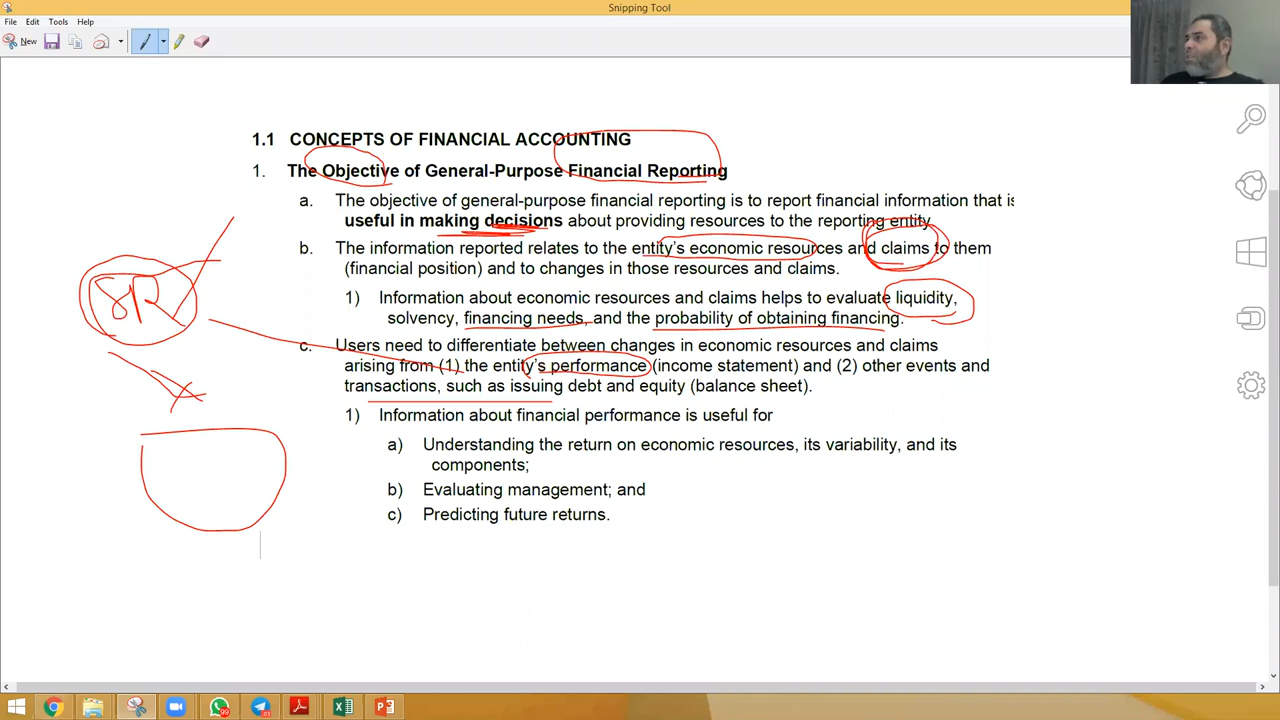 Snipping Tool
File Edit Tools Help
New
1.1 CONCEPTS OF FINANCIAL ACCOUNTING
1. The Objective of General-Purpose Financial Reporting
a. The objective of general-purpose financial reporting is to report financial information that is
useful in making decisions about providing resources to the reporting entity.
b. The information reported relates to the entity's economic resources and claims to them
(financial position) and to changes in those resources and claims.
1) Information about economic resources and claims helps to evaluate liquidity,
solvency, financing needs, and the probability of obtaining financing.
8R
c. Users need to differentiate between changes in economic resources and claims
arising from (1) the entity's performance (income statement) and (2) other events and
transactions, such as issuing debt and equity (balance sheet).
1) Information about financial performance is useful for
a) Understanding the return on economic resources, its variability, and its
components;
b) Evaluating management; and
c) Predicting future returns.
99